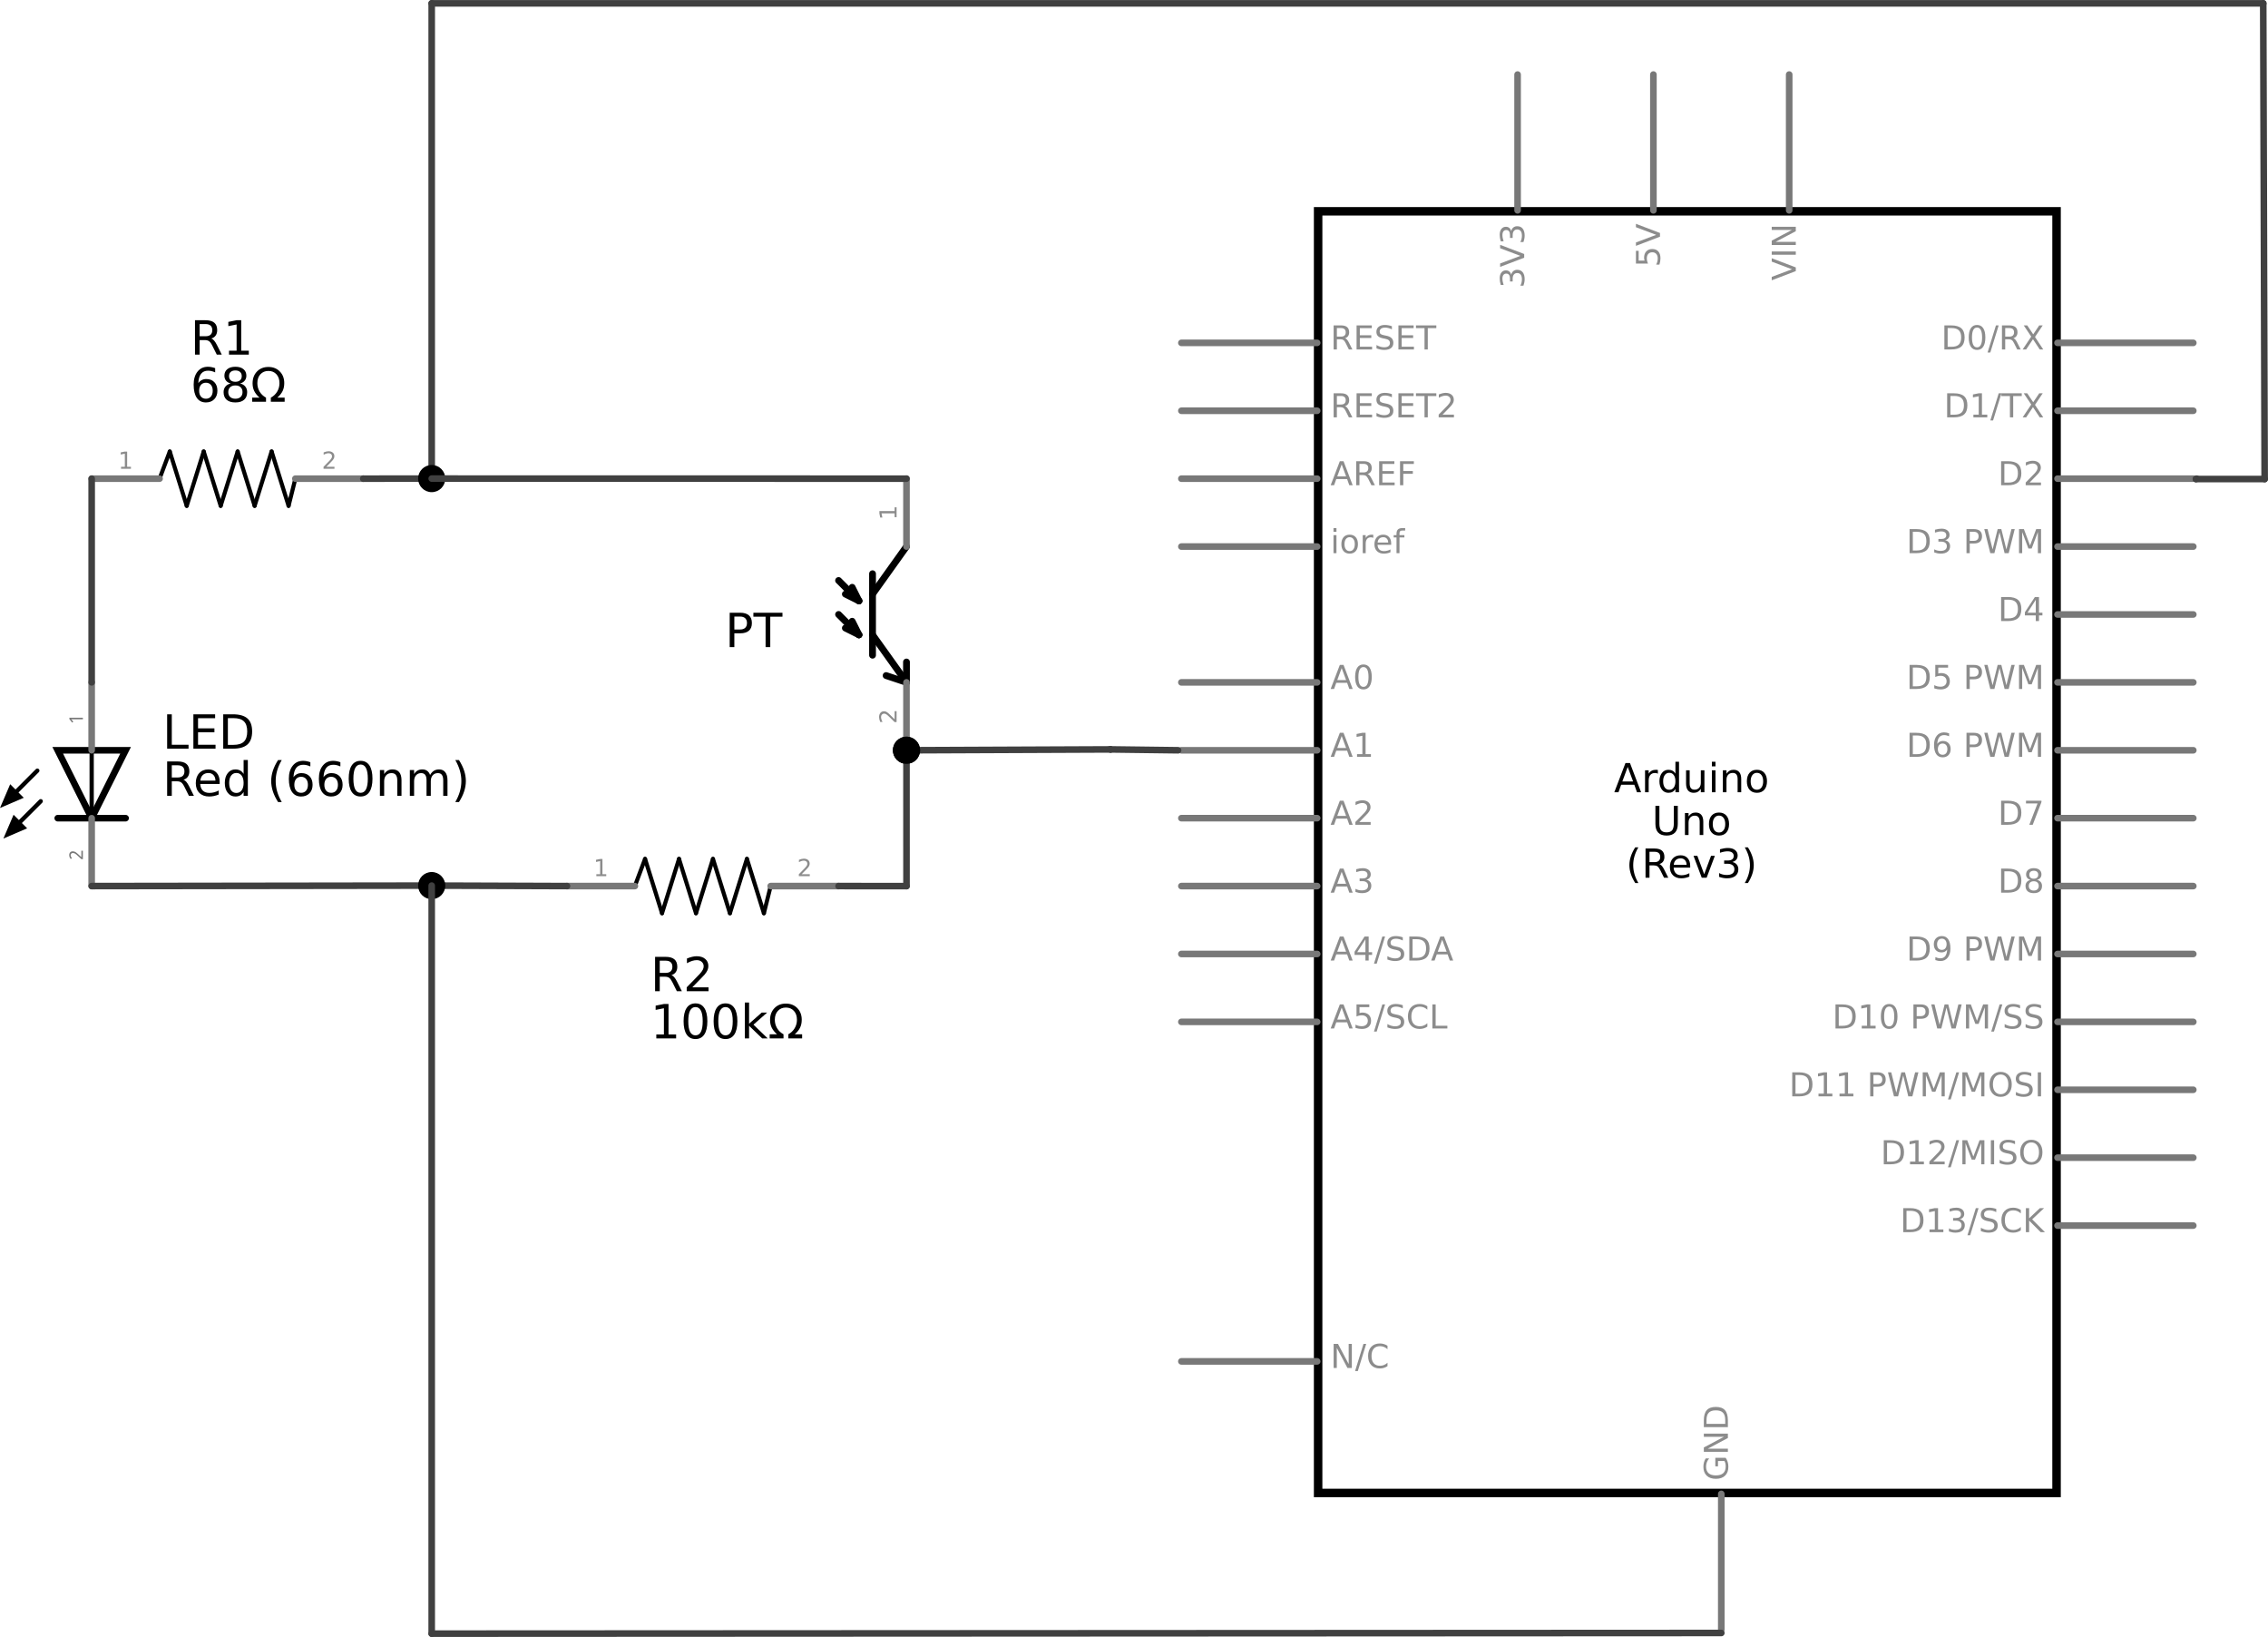 R1
68Ω
1
2
1
PT
2
1
LED
Red (660nm)
2
1
2
R2
100kΩ
3V3
5V
VIN
RESET
RESET2
AREF
ioref
A0
A1
A2
A3
A4/SDA
A5/SCL
N/C
Arduino
Uno
(Rev3)
D0/RX
D1/TX
D2
D3 PWM
D4
D5 PWM
D6 PWM
D7
D8
D9 PWM
D10 PWM/SS
D11 PWM/MOSI
D12/MISO
D13/SCK
GND